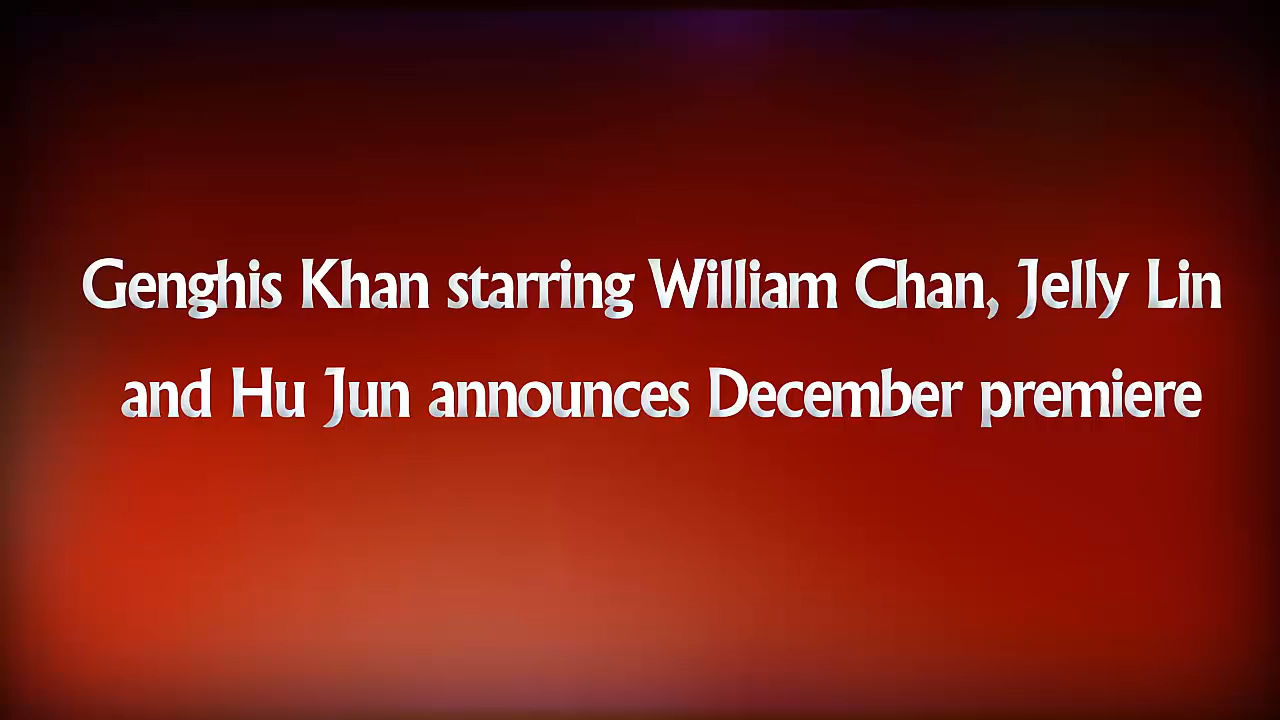 Genghis Khan starring William Chan, Jelly Lin
and Hu Jun announces December premiere